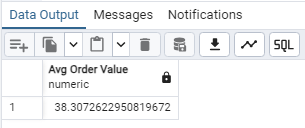 Data Output Messages Notifications
SQL
Avg Order Value
numeric
1 38.3072622950819672